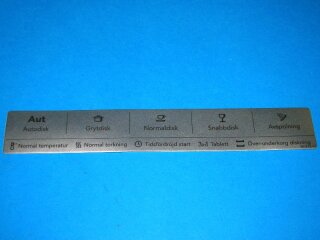 Aut
Autodisk Grytdisk Normaldisk Snabbdisk Avspolning
Normal temperatur Normal torkning Tidsfördröjd start 3in1 Tablett Över-underkorg diskning